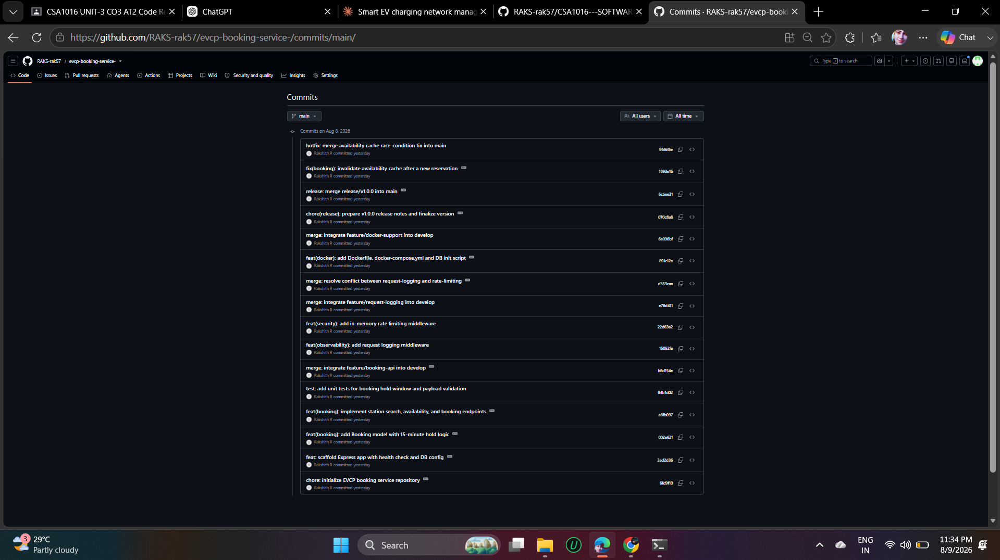 CSA1016 UNIT-3 CO3 AT2 Code Re
ChatGPT
Smart EV charging network manag
RAKS-rak57/CSA1016---SOFTWAR
Commits · RAKS-rak57/evcp-booki
https://github.com/RAKS-rak57/evcp-booking-service-/commits/main/
Chat
RAKS-rak57 / evcp-booking-service-
Type / to search
Code
Issues
Pull requests
Agents
Actions
Projects
Wiki
Security and quality
Insights
Settings
Commits
main
All users
All time
Commits on Aug 8, 2026
hotfix: merge availability cache race-condition fix into main
Rakshith R committed yesterday
96f6f5e
fix(booking): invalidate availability cache after a new reservation
Rakshith R committed yesterday
1893e16
release: merge release/v1.0.0 into main
Rakshith R committed yesterday
6cbee31
chore(release): prepare v1.0.0 release notes and finalize version
Rakshith R committed yesterday
070c8a8
merge: integrate feature/docker-support into develop
Rakshith R committed yesterday
6e096bf
feat(docker): add Dockerfile, docker-compose.yml and DB init script
Rakshith R committed yesterday
891c12e
merge: resolve conflict between request-logging and rate-limiting
Rakshith R committed yesterday
d353caa
merge: integrate feature/request-logging into develop
Rakshith R committed yesterday
e78d411
feat(security): add in-memory rate limiting middleware
Rakshith R committed yesterday
22d63a2
feat(observability): add request logging middleware
Rakshith R committed yesterday
15052fe
merge: integrate feature/booking-api into develop
Rakshith R committed yesterday
b8d154e
test: add unit tests for booking hold window and payload validation
Rakshith R committed yesterday
04b1d02
feat(booking): implement station search, availability, and booking endpoints
Rakshith R committed yesterday
a6fb097
feat(booking): add Booking model with 15-minute hold logic
Rakshith R committed yesterday
002e621
feat: scaffold Express app with health check and DB config
Rakshith R committed yesterday
3ad2d36
chore: initialize EVCP booking service repository
Rakshith R committed yesterday
6fd9f10
3
29°C
Partly cloudy
Search
ENG
IN
11:34 PM
8/9/2026